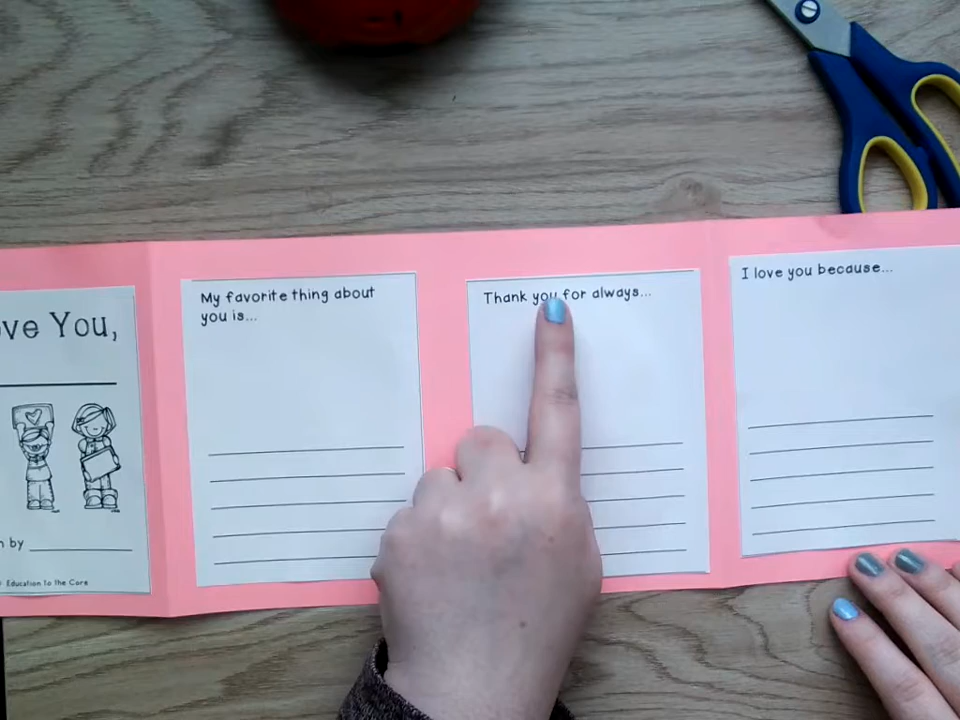 ve You,
n by
Education to the Core
My favorite thing about
you is...
Thank you for always...
I love you because...